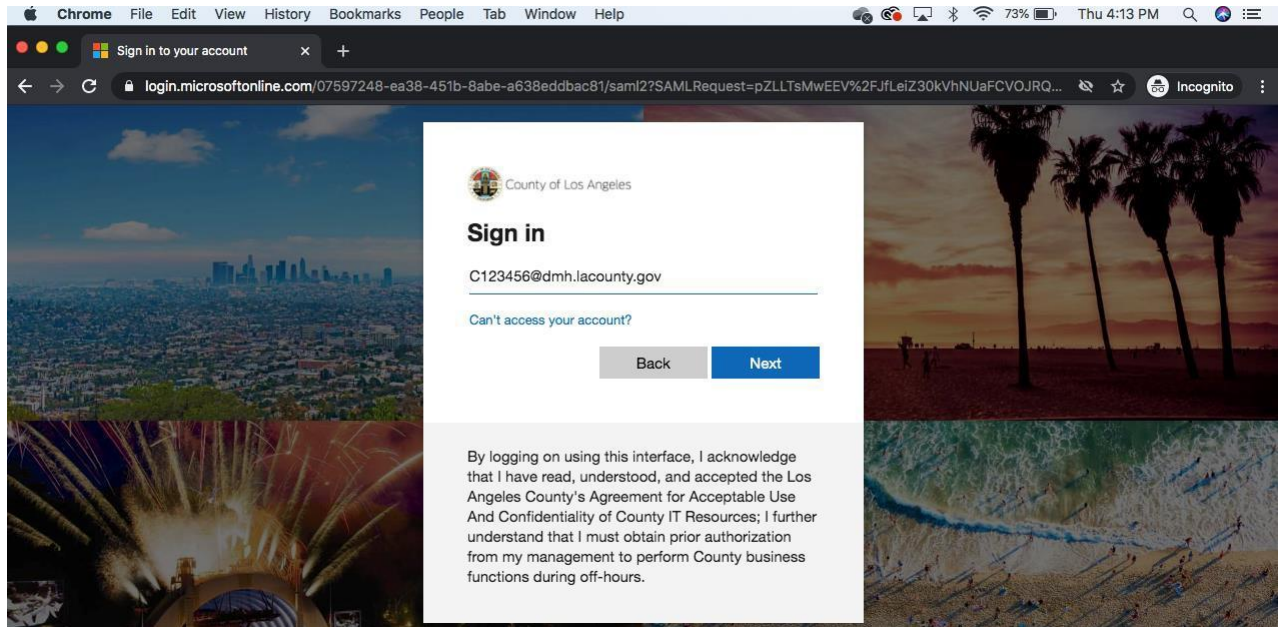 Chrome File Edit View History Bookmarks People Tab Window Help 73% Thu 4:13 PM
Sign in to your account
login.microsoftonline.com/07597248-ea38-451b-8abe-a638eddbac81/saml2?SAMLRequest=pZLLTsMwEEV%2FJfLeiZ30kVhNUaFCVOJRQ... Incognito
County of Los Angeles
Sign in
C123456@dmh.lacounty.gov
Can't access your account?
Back Next
By logging on using this interface, I acknowledge
that I have read, understood, and accepted the Los
Angeles County's Agreement for Acceptable Use
And Confidentiality of County IT Resources; I further
understand that I must obtain prior authorization
from my management to perform County business
functions during off-hours.